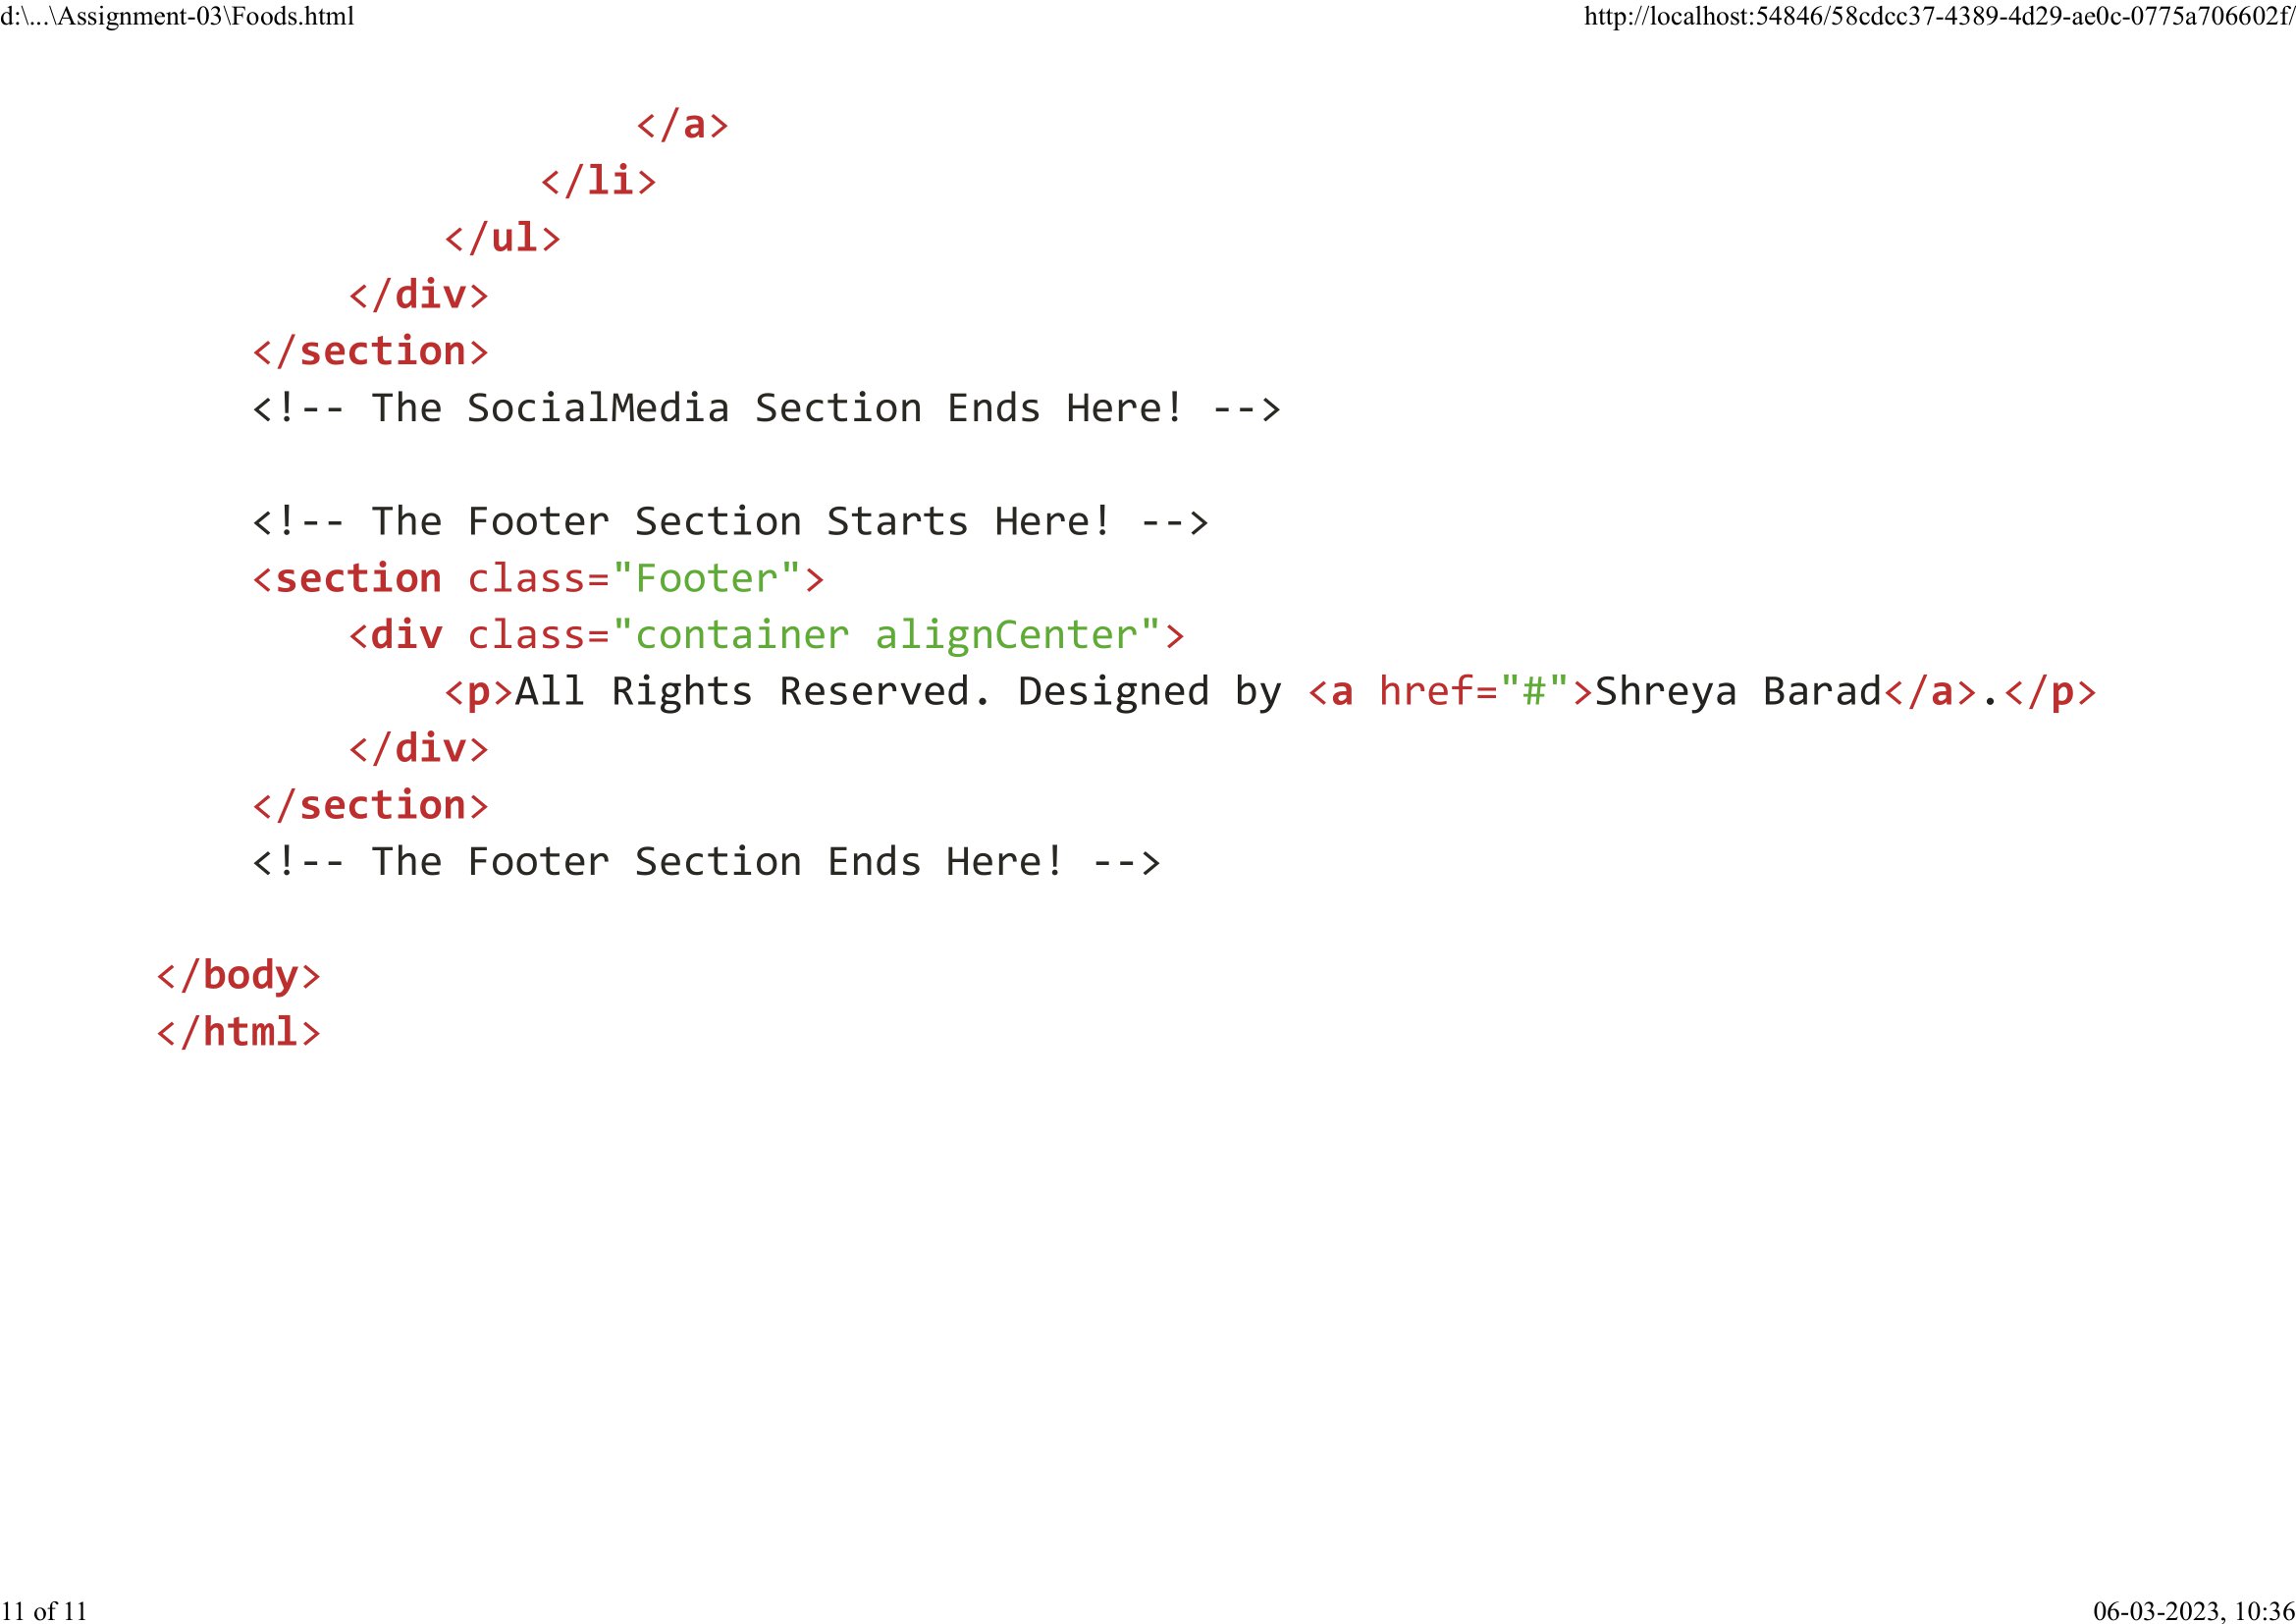 d:\...\Assignment-03\Foods.html http://localhost:54846/58cdcc37-4389-4d29-ae0c-0775a706602f/
</a>
</li>
</ul>
</div>
</section>
<!-- The SocialMedia Section Ends Here! -->
<!-- The Footer Section Starts Here! -->
<section class="Footer">
<div class="container alignCenter">
<p>All Rights Reserved. Designed by <a href="#">Shreya Barad</a>.</p>
</div>
</section>
<!-- The Footer Section Ends Here! -->
</body>
</html>
11 of 11 06-03-2023, 10:36